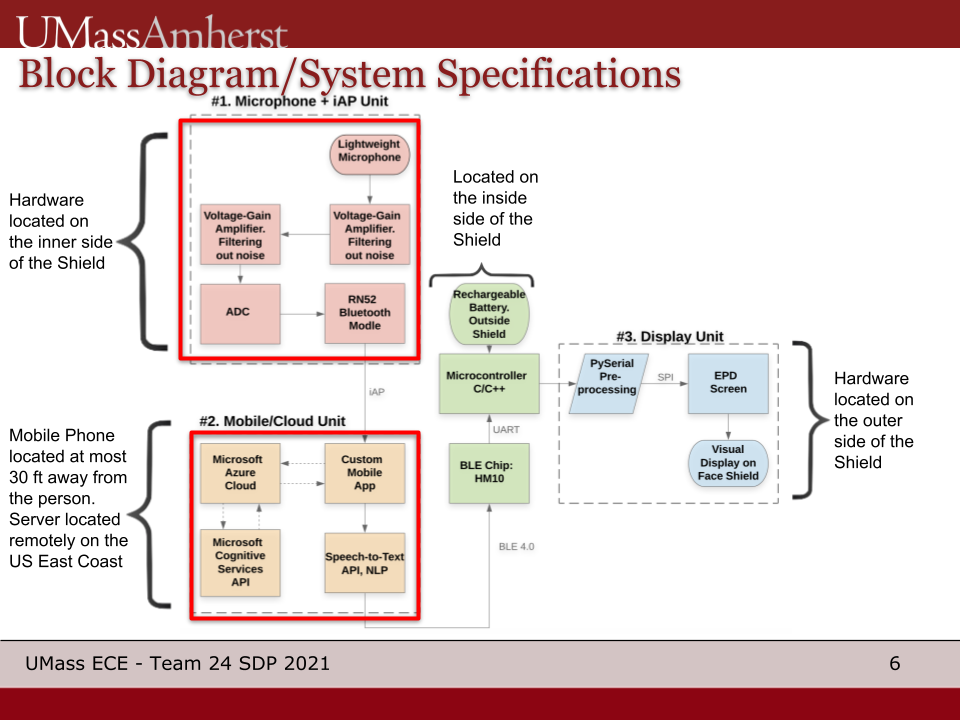 UMassAmherst
Block Diagram/System Specifications
#1. Microphone + iAP Unit
Hardware
located on
the inner side
of the Shield
Lightweight
Microphone
Voltage-Gain
Amplifier.
Filtering
out noise
Voltage-Gain
Amplifier.
Filtering
out noise
ADC
RN52
Bluetooth
Modle
iAP
Located on
the inside
side of the
Shield
Rechargeable
Battery.
Outside
Shield
Microcontroller
C/C++
UART
BLE Chip:
HM10
BLE 4.0
#2. Mobile/Cloud Unit
Mobile Phone
located at most
30 ft away from
the person.
Server located
remotely on the
US East Coast
Microsoft
Azure
Cloud
Custom
Mobile
App
Microsoft
Cognitive
Services
API
Speech-to-Text
API, NLP
#3. Display Unit
PySerial
Pre-
processing
SPI
EPD
Screen
Visual
Display on
Face Shield
Hardware
located on
the outer
side of the
Shield
UMass ECE - Team 24 SDP 2021
6